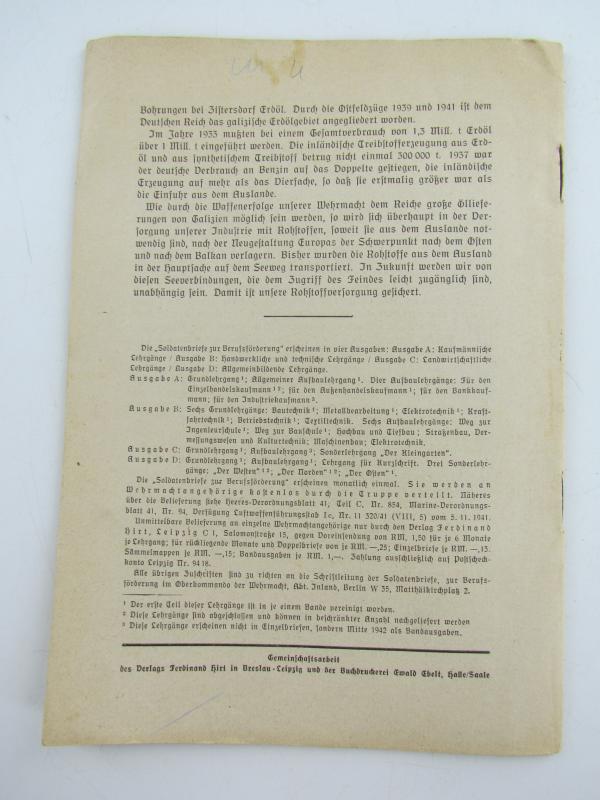 Bohrungen bei Zistersdorf Erdöl. Durch die Ostfeldzüge 1939 und 1941 ist dem
Deutschen Reich das galizische Erdölgebiet angegliedert worden.
Im Jahre 1933 mußten bei einem Gesamtverbrauch von 1,3 Mill. t Erdöl
über 1 Mill. t eingeführt werden. Die inländische Treibstofferzeugung aus Erd-
öl und aus synthetischem Treibstoff betrug nicht einmal 300 000 t. 1937 war
der deutsche Verbrauch an Benzin auf das Doppelte gestiegen, die inländische
Erzeugung auf mehr als das Vierfache, so daß sie erstmalig größer war als
die Einfuhr aus dem Auslande.
Wie durch die Waffenerfolge unserer Wehrmacht dem Reiche große Ölliefe-
rungen von Galizien möglich sein werden, so wird sich überhaupt in der Ver-
sorgung unserer Industrie mit Rohstoffen, soweit sie aus dem Auslande not-
wendig sind, nach der Neugestaltung Europas der Schwerpunkt nach dem Osten
und nach dem Balkan verlagern. Bisher wurden die Rohstoffe aus dem Ausland
in der Hauptsache auf dem Seeweg transportiert. In Zukunft werden wir von
diesen Seeverbindungen, die dem Zugriff des Feindes leicht zugänglich sind,
unabhängig sein. Damit ist unsere Rohstoffversorgung gesichert.
Die „Soldatenbriefe zur Berufsförderung“ erscheinen in vier Ausgaben: Ausgabe A: Kaufmännische
Lehrgänge / Ausgabe B: Handwerkliche und technische Lehrgänge / Ausgabe C: Landwirtschaftliche
Lehrgänge / Ausgabe D: Allgemeinbildende Lehrgänge.
Ausgabe A: Grundlehrgang¹; Allgemeiner Aufbaulehrgang¹. Vier Aufbaulehrgänge: Für den
Einzelhandelskaufmann¹ ²; für den Außenhandelskaufmann¹; für den Bankkauf-
mann; für den Industriekaufmann².
Ausgabe B: Sechs Grundlehrgänge: Bautechnik¹; Metallbearbeitung¹; Elektrotechnik¹; Kraft-
fahrtechnik¹; Betriebstechnik¹; Textiltechnik. Sechs Aufbaulehrgänge: Weg zur
Ingenieurschule¹; Weg zur Bauschule¹; Hochbau und Tiefbau; Straßenbau, Ver-
messungswesen und Kulturtechnik; Maschinenbau; Elektrotechnik.
Ausgabe C: Grundlehrgang¹; Aufbaulehrgang³; Sonderlehrgang „Der Kleingarten“.
Ausgabe D: Grundlehrgang¹; Aufbaulehrgang¹; Lehrgang für Kurzschrift. Drei Sonderlehr-
gänge: „Der Westen“ ¹ ²; „Der Norden“ ¹ ²; „Der Osten“ ¹.
Die „Soldatenbriefe zur Berufsförderung“ erscheinen monatlich einmal. Sie werden an
Wehrmachtangehörige kostenlos durch die Truppe verteilt. Näheres
über die Belieferung siehe Heeres-Verordnungsblatt 41, Teil C, Nr. 854, Marine-Verordnungs-
blatt 41, Nr. 94, Verfügung Luftwaffenführungsstab Ic, Nr. 11 320/41 (VIII, 5) vom 5. 11. 1941.
Unmittelbare Belieferung an einzelne Wehrmachtangehörige nur durch den Verlag Ferdinand
Hirt, Leipzig C 1, Salomonstraße 15, gegen Voreinsendung von RM. 1,50 für je 6 Monate
je Lehrgang; für rückliegende Monate und Doppelbriefe von je RM. —,25; Einzelbriefe je RM. —,15.
Sammelmappen je RM. —,15; Bandausgaben je RM. 1,—. Zahlung ausschließlich auf Postscheck-
konto Leipzig Nr. 94 18.
Alle übrigen Zuschriften sind zu richten an die Schriftleitung der Soldatenbriefe, zur Berufs-
förderung im Oberkommando der Wehrmacht, Abt. Inland, Berlin W 35, Matthäikirchplatz 2.
¹ Der erste Teil dieser Lehrgänge ist in je einem Bande vereinigt worden.
² Diese Lehrgänge sind abgeschlossen und können in beschränkter Anzahl nachgeliefert werden
³ Diese Lehrgänge erscheinen nicht in Einzelbriefen, sondern Mitte 1942 als Bandausgaben.
Gemeinschaftsarbeit
des Verlags Ferdinand Hirt in Breslau-Leipzig und der Buchdruckerei Ewald Ebelt, Halle/Saale